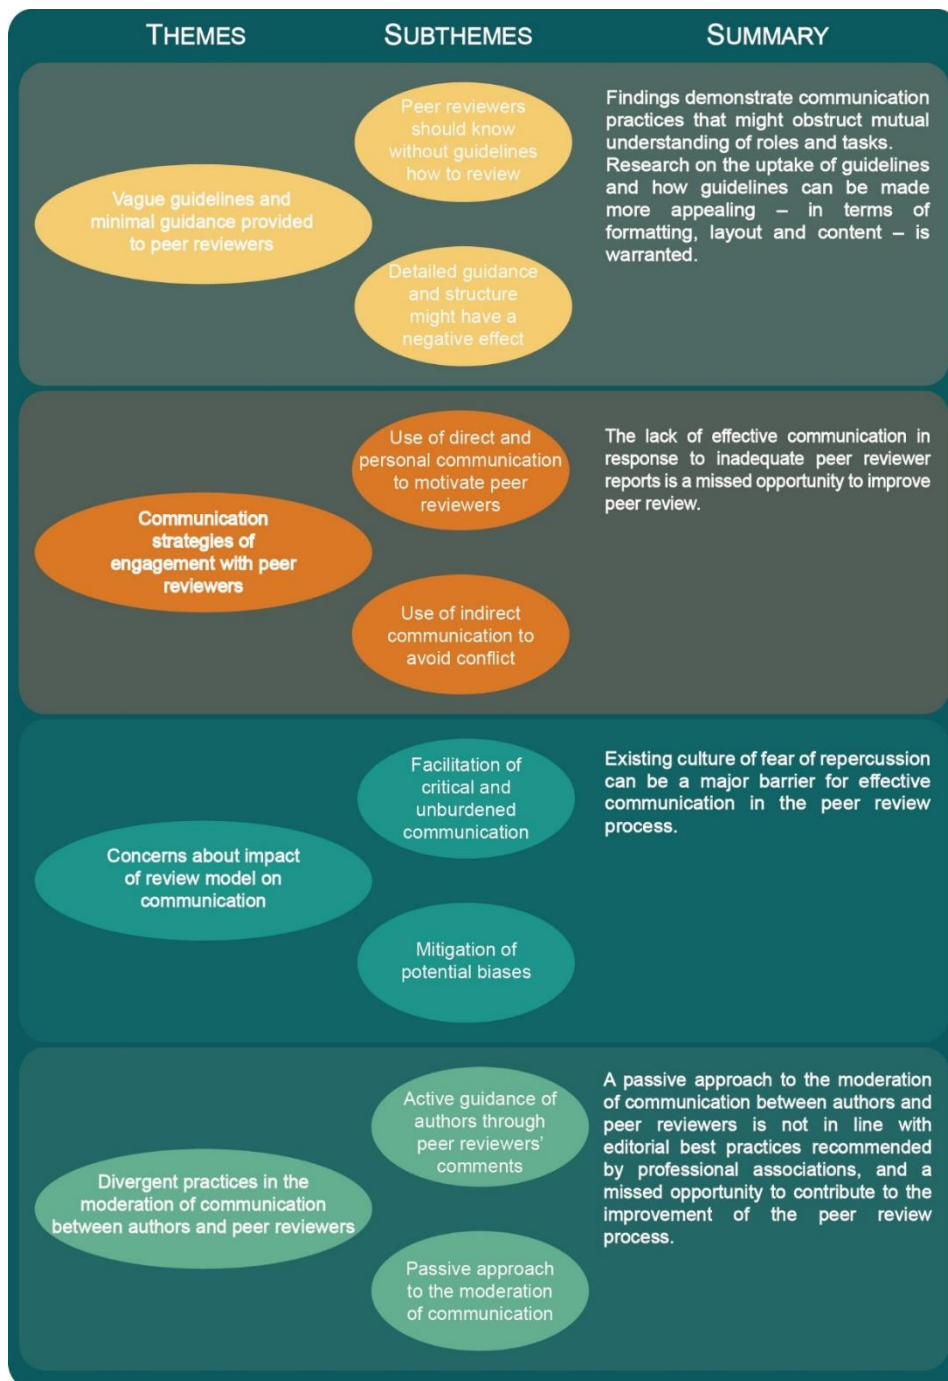 THEMES
SUBTHEMES
SUMMARY
Vague guidelines and
minimal guidance provided
to peer reviewers
Peer reviewers
should know
without guidelines
how to review
Detailed guidance
and structure
might have a
negative effect
Findings demonstrate communication
practices that might obstruct mutual
understanding of roles and tasks.
Research on the uptake of guidelines
and how guidelines can be made
more appealing – in terms of
formatting, layout and content – is
warranted.
Communication
strategies of
engagement with peer
reviewers
Use of direct and
personal communication
to motivate peer
reviewers
Use of indirect
communication to
avoid conflict
The lack of effective communication in
response to inadequate peer reviewer
reports is a missed opportunity to improve
peer review.
Concerns about impact
of review model on
communication
Facilitation of
critical and
unburdened
communication
Mitigation of
potential biases
Existing culture of fear of repercussion
can be a major barrier for effective
communication in the peer review
process.
Divergent practices in the
moderation of communication
between authors and peer reviewers
Active guidance of
authors through
peer reviewers’
comments
Passive approach
to the moderation
of communication
A passive approach to the moderation
of communication between authors and
peer reviewers is not in line with
editorial best practices recommended
by professional associations, and a
missed opportunity to contribute to the
improvement of the peer review
process.